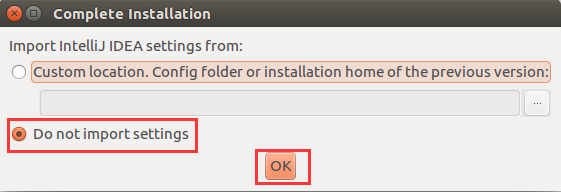 Complete Installation
Import IntelliJ IDEA settings from:
Custom location. Config folder or installation home of the previous version:
...
Do not import settings
OK